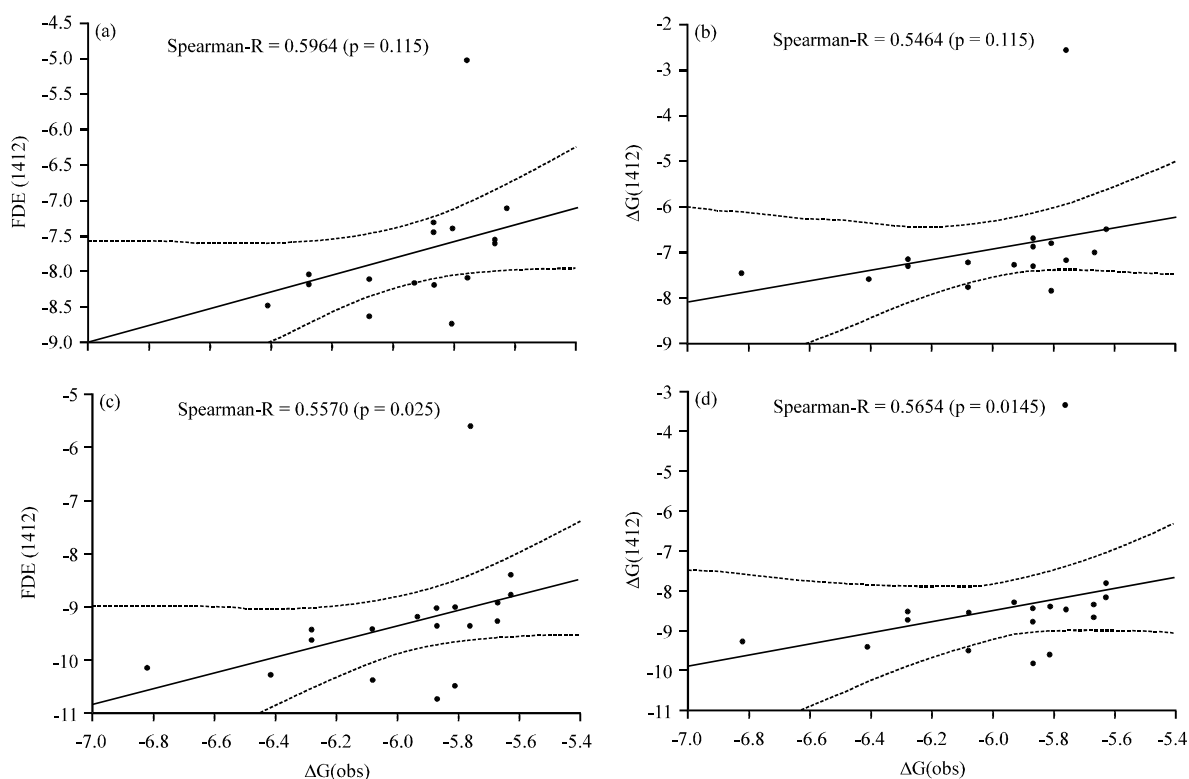 (a)
Spearman-R = 0.5964 (p = 0.115)
FDE (1412)
-4.5
-5.0
-5.5
-6.0
-6.5
-7.0
-7.5
-8.0
-8.5
-9.0
(b)
Spearman-R = 0.5464 (p = 0.115)
ΔG(1412)
-2
-3
-4
-5
-6
-7
-8
-9
(c)
Spearman-R = 0.5570 (p = 0.025)
FDE (1412)
-5
-6
-7
-8
-9
-10
-11
-7.0 -6.8 -6.6 -6.4 -6.2 -6.0 -5.8 -5.6 -5.4
ΔG(obs)
(d)
Spearman-R = 0.5654 (p = 0.0145)
ΔG(1412)
-3
-4
-5
-6
-7
-8
-9
-10
-11
-7.0 -6.8 -6.6 -6.4 -6.2 -6.0 -5.8 -5.6 -5.4
ΔG(obs)